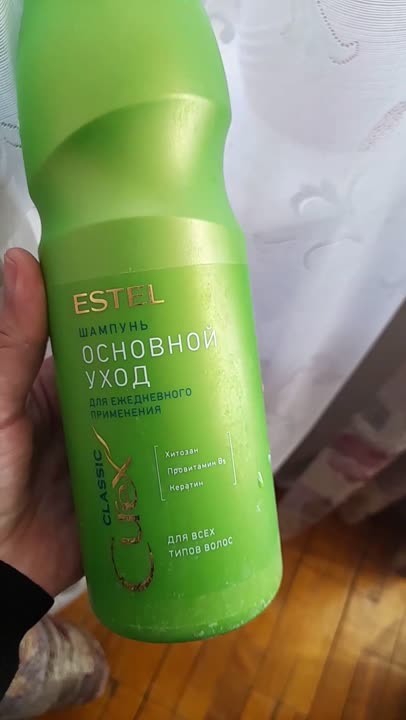 ESTEL
ШАМПУНЬ
ОСНОВНОЙ
УХОД
ДЛЯ ЕЖЕДНЕВНОГО
ПРИМЕНЕНИЯ
CLASSIC
CUREX
Хитозан
Провитамин B5
Кератин
ДЛЯ ВСЕХ
ТИПОВ ВОЛОС